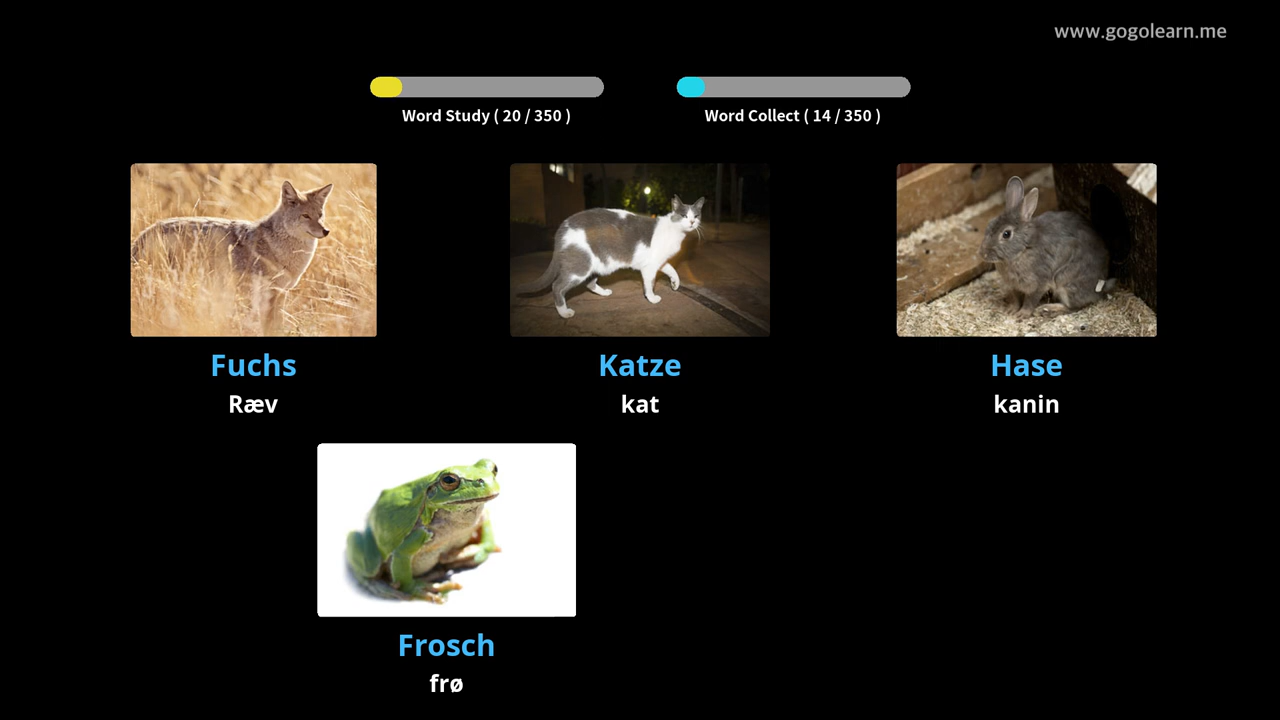 www.gogolearn.me
Word Study ( 20 / 350 )
Word Collect ( 14 / 350 )
Fuchs
Ræv
Katze
kat
Hase
kanin
Frosch
frø